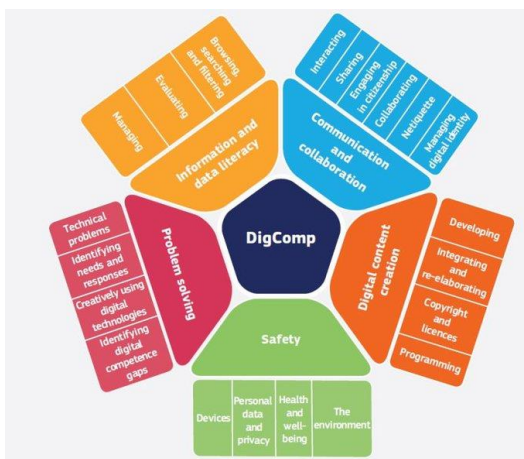 DigComp
Information and
data literacy
Browsing,
searching
and filtering
Evaluating
Managing
Communication
and
collaboration
Interacting
Sharing
Engaging
in citizenship
Collaborating
Netiquette
Managing
digital identity
Digital content
creation
Developing
Integrating
and
re-elaborating
Copyright
and
licences
Programming
Safety
Devices
Personal
data and
privacy
Health
and well-
being
The
environment
Problem solving
Technical
problems
Identifying
needs and
responses
Creatively using
digital
technologies
Identifying
digital
competence
gaps